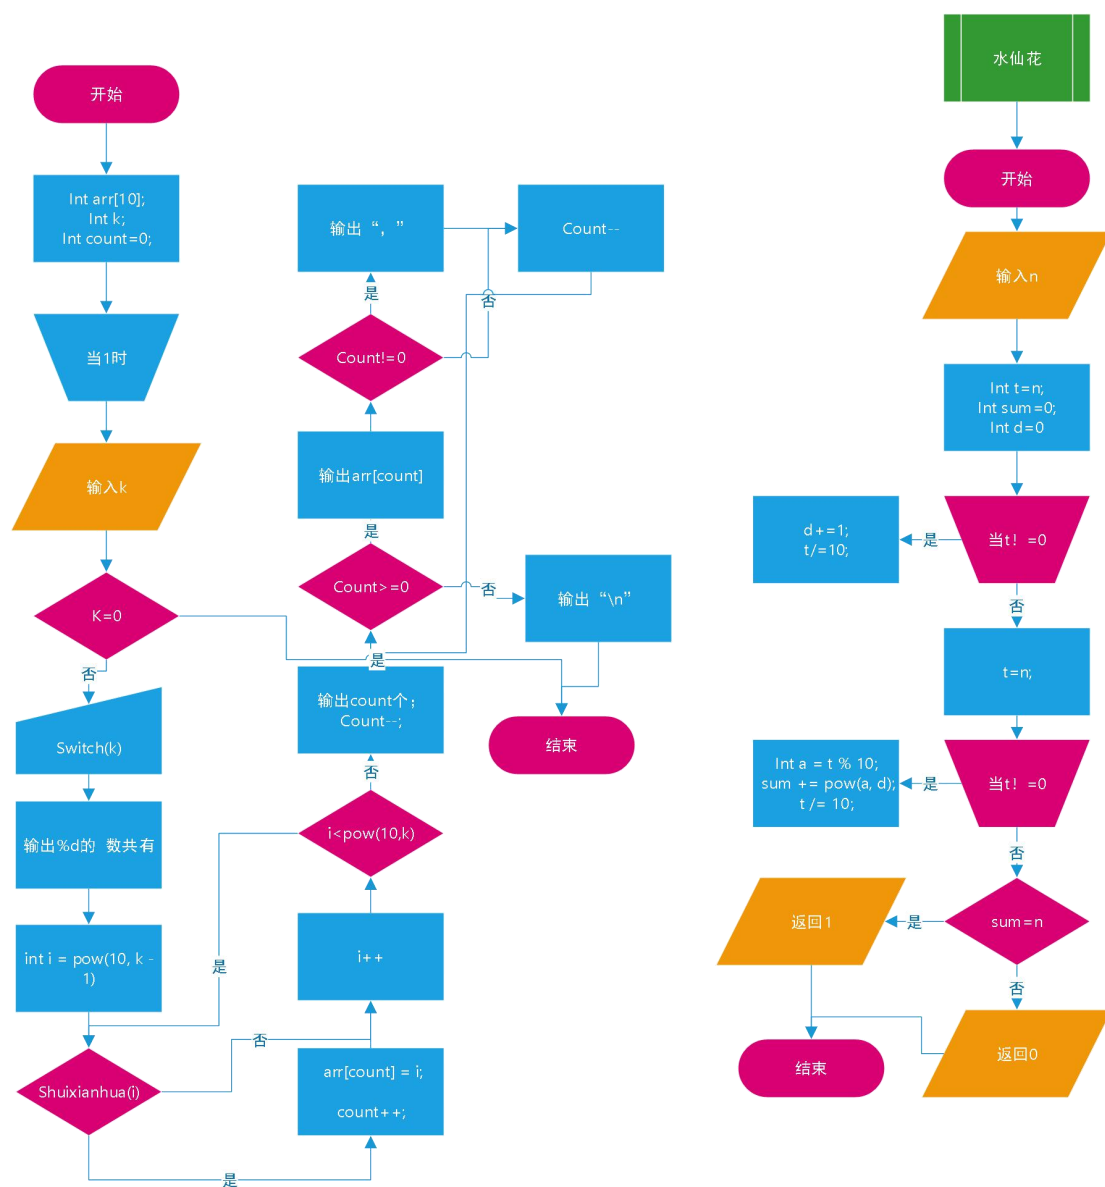 开始
Int arr[10];
Int k;
Int count=0;
当1时
输入k
K=0
否
Switch(k)
输出%d的 数共有
int i = pow(10, k -
1)
Shuixianhua(i)
是
否
是
输出“，”
Count--
是
否
Count!=0
输出arr[count]
是
Count>=0
否
输出“\n”
是
输出count个；
Count--;
结束
否
i<pow(10,k)
i++
arr[count] = i;
count++;
水仙花
开始
输入n
Int t=n;
Int sum=0;
Int d=0
d+=1;
t/=10;
是
当t！=0
否
t=n;
Int a = t % 10;
sum += pow(a, d);
t /= 10;
是
当t！=0
否
返回1
是
sum=n
否
结束
返回0